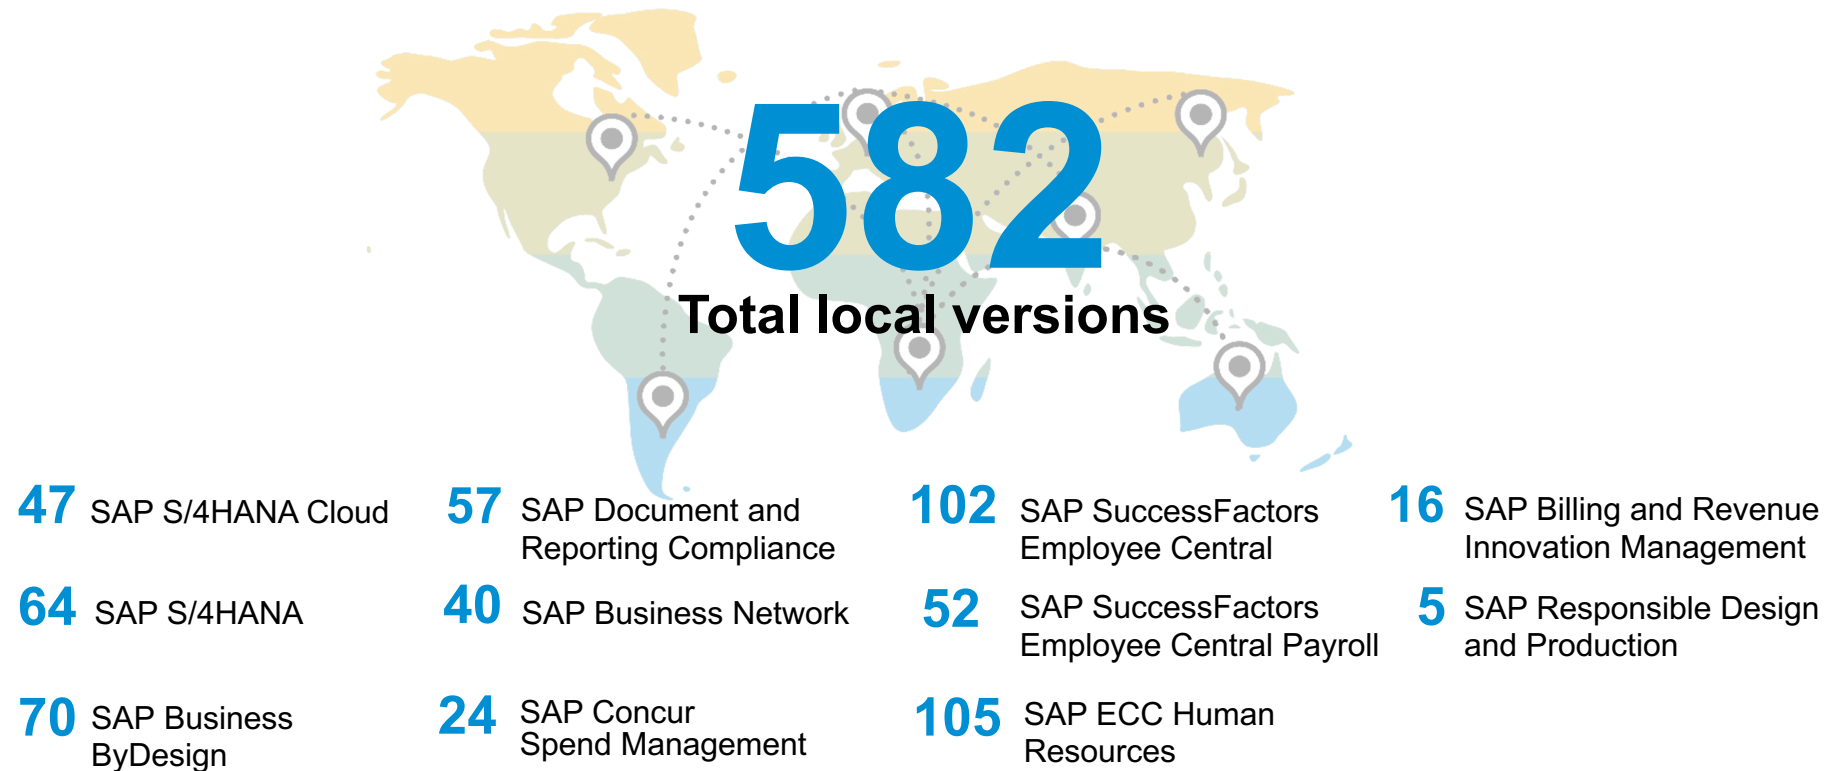 582
Total local versions
47 SAP S/4HANA Cloud
64 SAP S/4HANA
70 SAP Business
ByDesign
57 SAP Document and
Reporting Compliance
40 SAP Business Network
24 SAP Concur
Spend Management
102 SAP SuccessFactors
Employee Central
52 SAP SuccessFactors
Employee Central Payroll
105 SAP ECC Human
Resources
16 SAP Billing and Revenue
Innovation Management
5 SAP Responsible Design
and Production